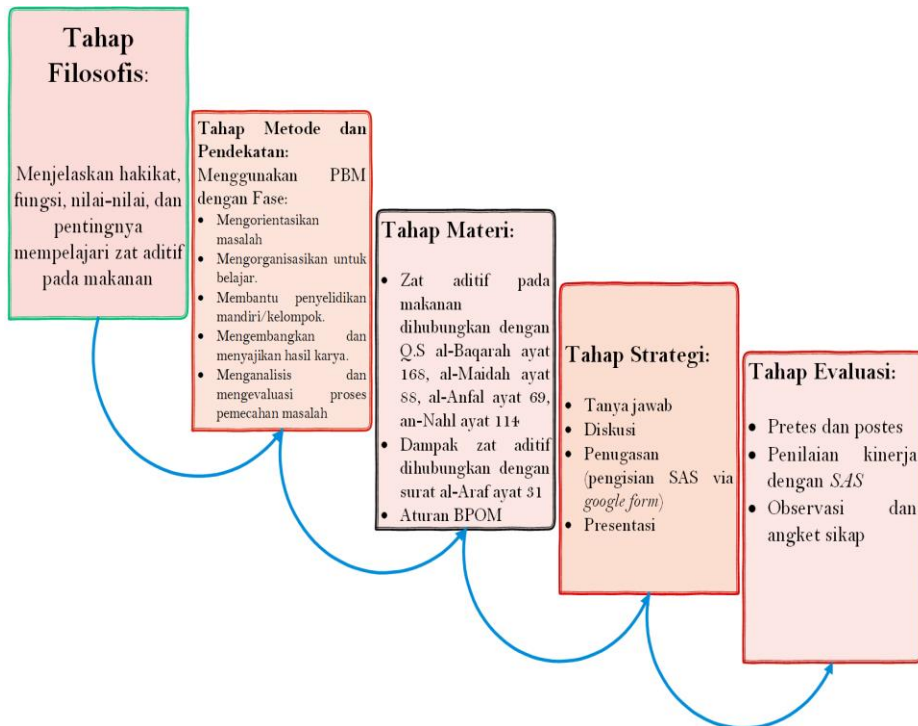 Tahap
Filosofis:
Menjelaskan hakikat,
fungsi, nilai-nilai, dan
pentingnya
mempelajari zat aditif
pada makanan
Tahap Metode dan
Pendekatan:
Menggunakan PBM
dengan Fase:
• Mengorientasikan
masalah
• Mengorganisasikan untuk
belajar.
• Membantu penyelidikan
mandiri/kelompok.
• Mengembangkan dan
menyajikan hasil karya.
• Menganalisis dan
mengevaluasi proses
pemecahan masalah
Tahap Materi:
• Zat aditif pada
makanan
dihubungkan dengan
Q.S al-Baqarah ayat
168, al-Maidah ayat
88, al-Anfal ayat 69,
an-Nahl ayat 114
• Dampak zat aditif
dihubungkan dengan
surat al-Araf ayat 31
• Aturan BPOM
Tahap Strategi:
• Tanya jawab
• Diskusi
• Penugasan
(pengisian SAS via
google form)
• Presentasi
Tahap Evaluasi:
• Pretes dan postes
• Penilaian kinerja
dengan SAS
• Observasi dan
angket sikap